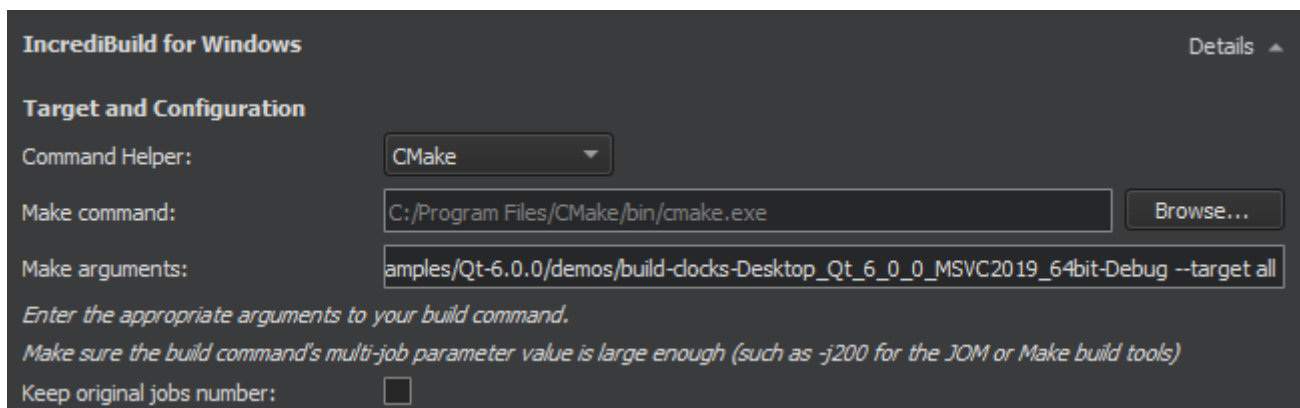 IncrediBuild for Windows Details
Target and Configuration
Command Helper: CMake
Make command: C:/Program Files/CMake/bin/cmake.exe Browse...
Make arguments: amples/Qt-6.0.0/demos/build-clocks-Desktop_Qt_6_0_0_MSVC2019_64bit-Debug --target all
Enter the appropriate arguments to your build command.
Make sure the build command's multi-job parameter value is large enough (such as -j200 for the JOM or Make build tools)
Keep original jobs number: